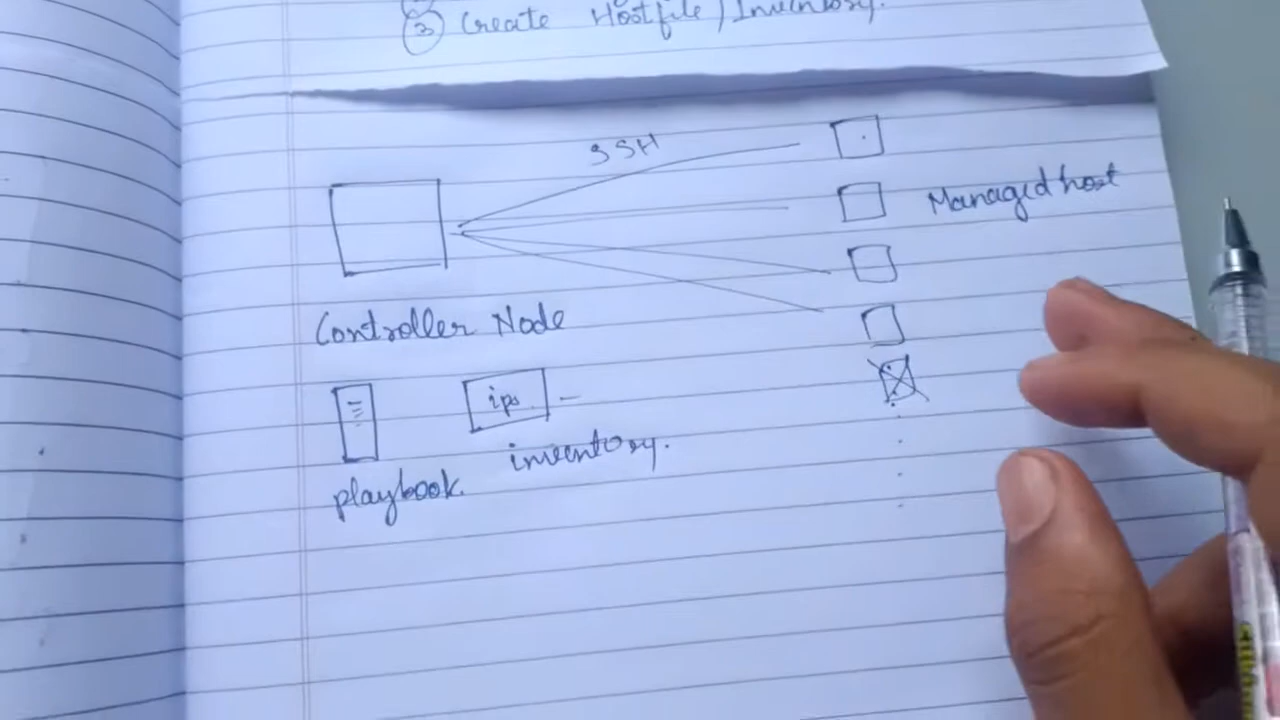 ③ Create Hostfile/Inventory.
SSH
Managed host
Controller Node
ips
inventory.
playbook.